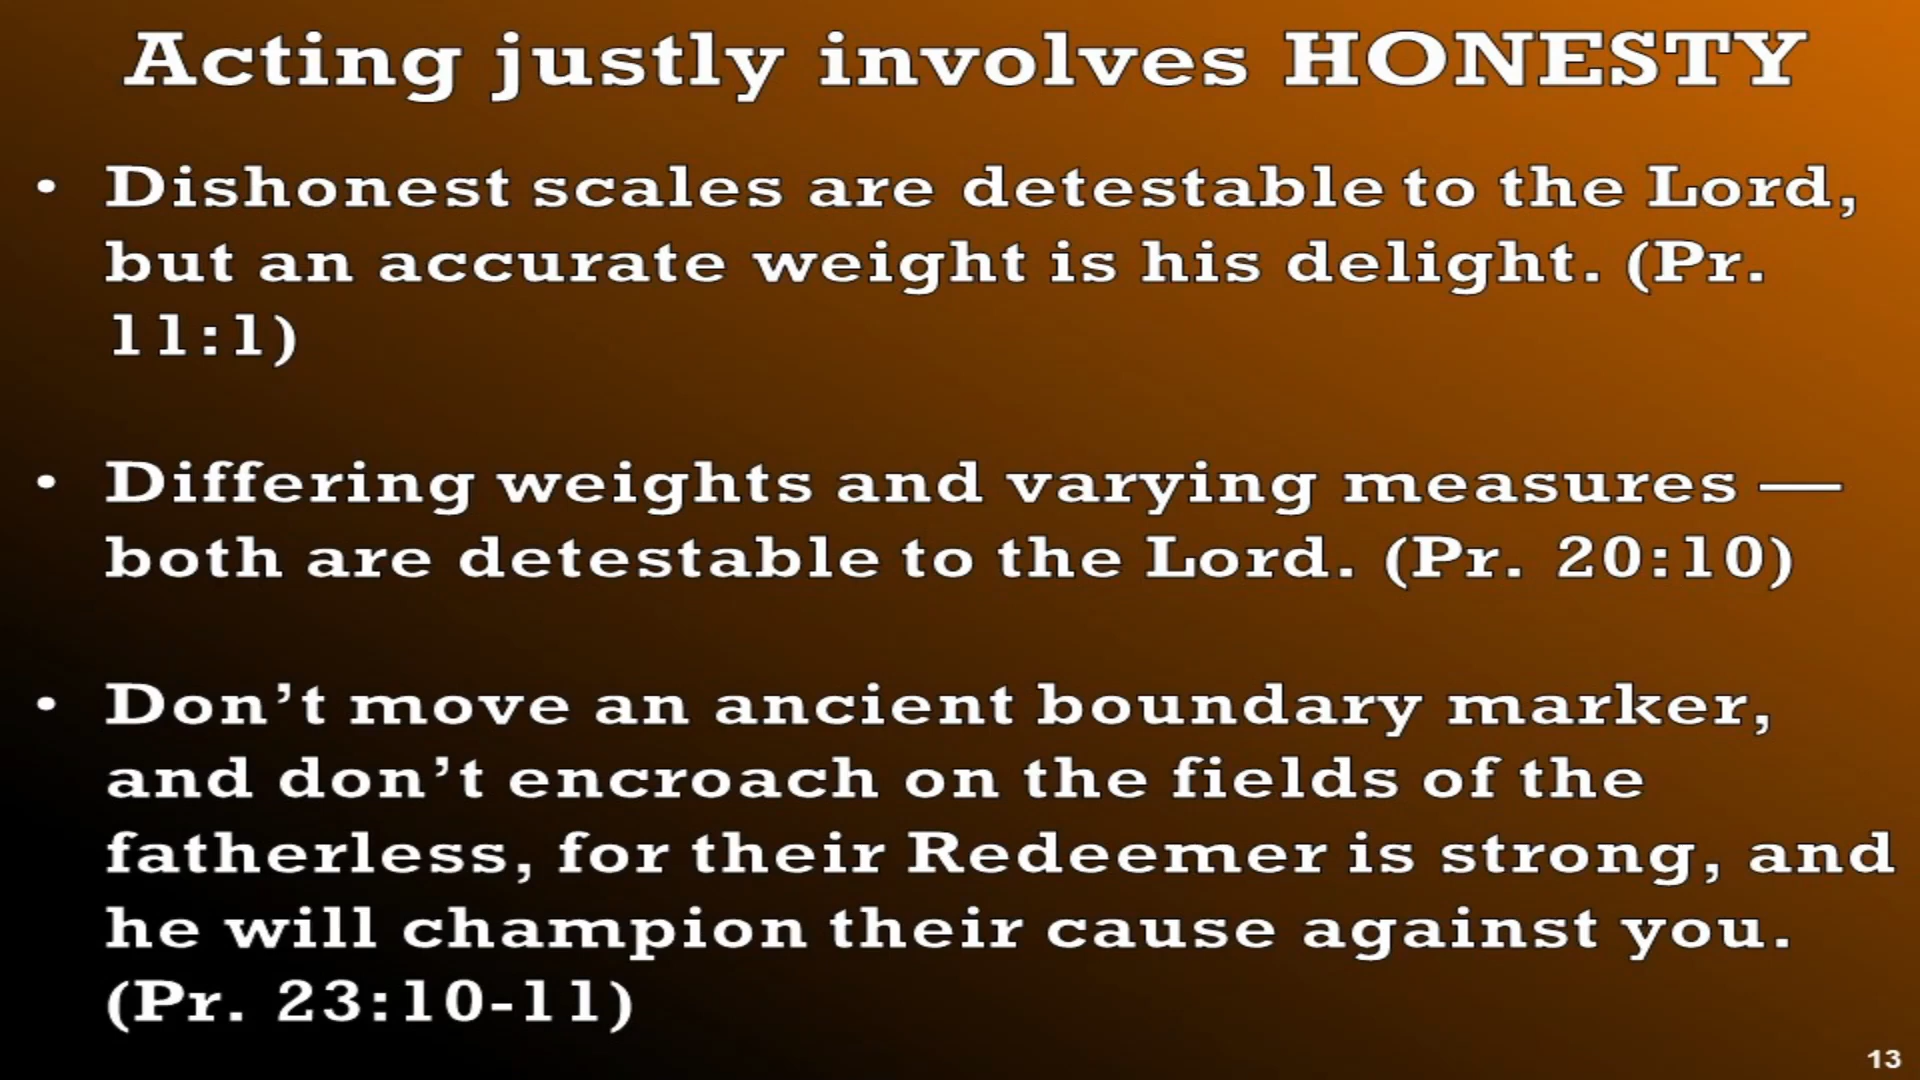 Acting justly involves HONESTY
• Dishonest scales are detestable to the Lord,
but an accurate weight is his delight. (Pr.
11:1)
• Differing weights and varying measures —
both are detestable to the Lord. (Pr. 20:10)
• Don’t move an ancient boundary marker,
and don’t encroach on the fields of the
fatherless, for their Redeemer is strong, and
he will champion their cause against you.
(Pr. 23:10-11)
13